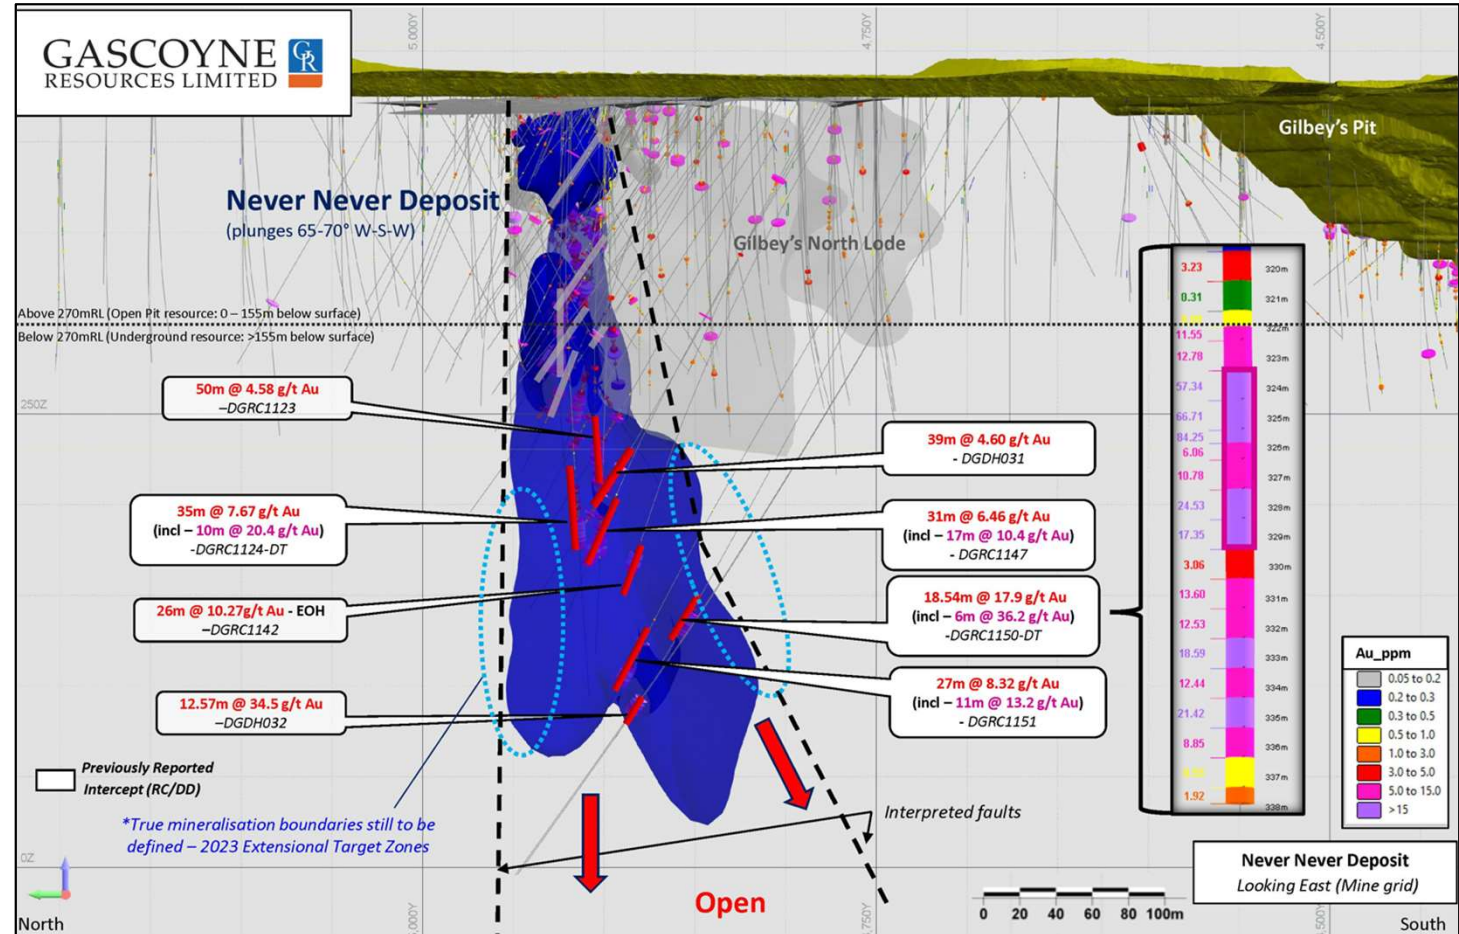 GASCOYNE
RESOURCES LIMITED
GR
5,000Y
4,750Y
4,500Y
Gilbey's Pit
Never Never Deposit
(plunges 65-70° W-S-W)
Gilbey's North Lode
Above 270mRL (Open Pit resource: 0 – 155m below surface)
Below 270mRL (Underground resource: >155m below surface)
250Z
50m @ 4.58 g/t Au
–DGRC1123
39m @ 4.60 g/t Au
- DGDH031
35m @ 7.67 g/t Au
(incl – 10m @ 20.4 g/t Au)
-DGRC1124-DT
31m @ 6.46 g/t Au
(incl – 17m @ 10.4 g/t Au)
- DGRC1147
26m @ 10.27g/t Au - EOH
–DGRC1142
18.54m @ 17.9 g/t Au
(incl – 6m @ 36.2 g/t Au)
-DGRC1150-DT
12.57m @ 34.5 g/t Au
–DGDH032
27m @ 8.32 g/t Au
(incl – 11m @ 13.2 g/t Au)
- DGRC1151
3.23
320m
0.31
321m
322m
11.55
12.78
323m
57.34
324m
66.71
325m
84.25
6.06
326m
10.78
327m
24.53
328m
17.35
329m
3.06
330m
13.60
331m
12.53
332m
18.59
333m
12.44
334m
21.42
335m
8.85
336m
337m
1.92
338m
Au_ppm
0.05 to 0.2
0.2 to 0.3
0.3 to 0.5
0.5 to 1.0
1.0 to 3.0
3.0 to 5.0
5.0 to 15.0
>15
Previously Reported
Intercept (RC/DD)
*True mineralisation boundaries still to be
defined – 2023 Extensional Target Zones
Interpreted faults
0Z
Open
0 20 40 60 80 100m
Never Never Deposit
Looking East (Mine grid)
North
South